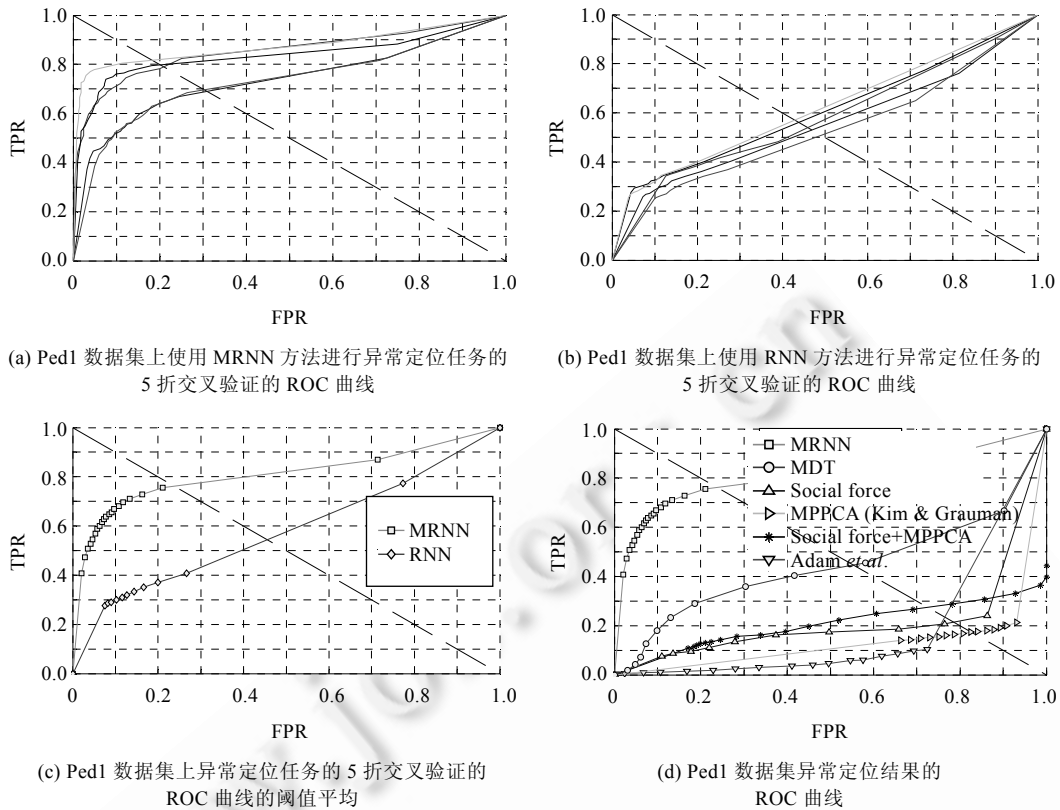 1.0
0.8
0.6
0.4
0.2
0.0
TPR
0.2
0.4
0.6
0.8
1.0
FPR
(a) Ped1 数据集上使用 MRNN 方法进行异常定位任务的
5 折交叉验证的 ROC 曲线
1.0
0.8
0.6
0.4
0.2
0.0
TPR
0.2
0.4
0.6
0.8
1.0
FPR
(b) Ped1 数据集上使用 RNN 方法进行异常定位任务的
5 折交叉验证的 ROC 曲线
1.0
0.8
0.6
0.4
0.2
0.0
TPR
MRNN
RNN
0.2
0.4
0.6
0.8
1.0
FPR
(c) Ped1 数据集上异常定位任务的 5 折交叉验证的
ROC 曲线的阈值平均
1.0
0.8
0.6
0.4
0.2
0.0
TPR
MRNN
MDT
Social force
MPPCA (Kim & Grauman)
Social force+MPPCA
Adam et al.
0.2
0.4
0.6
0.8
1.0
FPR
(d) Ped1 数据集异常定位结果的
ROC 曲线